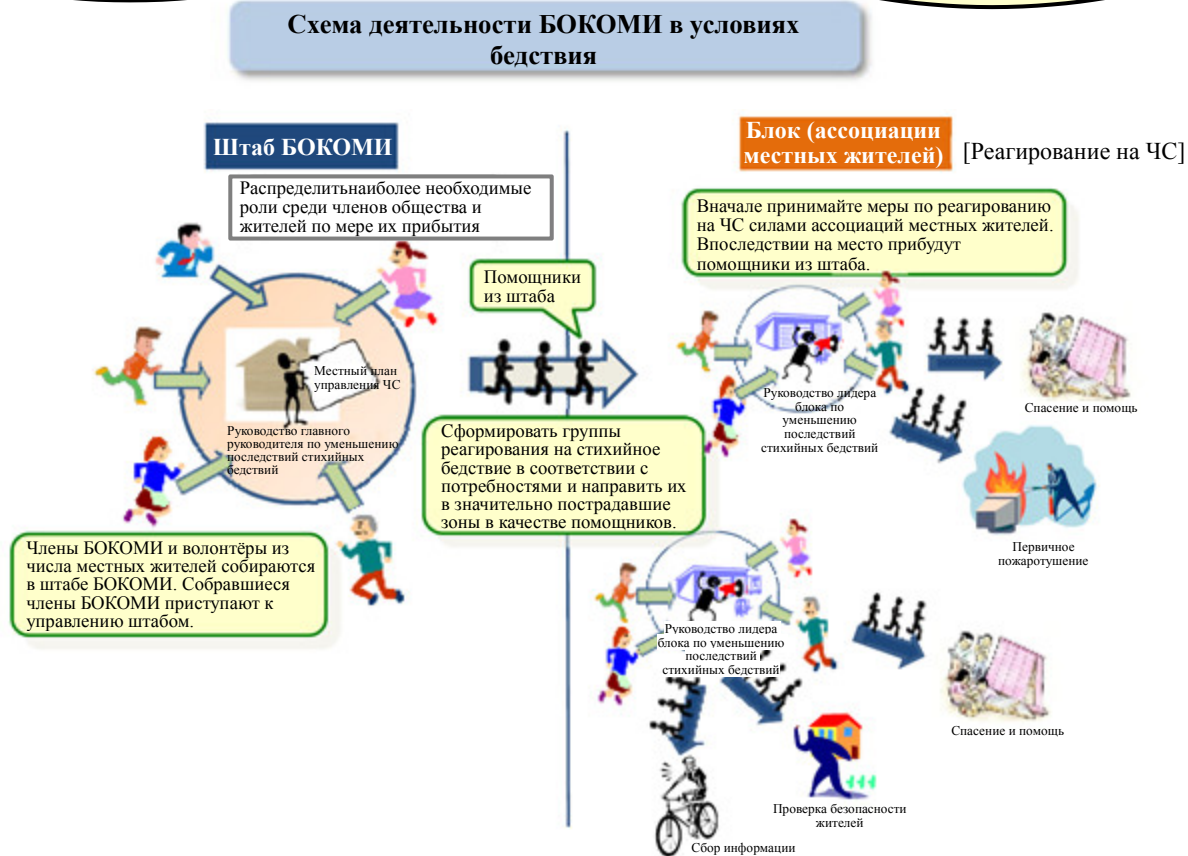 Схема деятельности БОКОМИ в условиях
бедствия
Штаб БОКОМИ
Распределитьнаиболее необходимые
роли среди членов общества и
жителей по мере их прибытия
Местный план
управления ЧС
Руководство главного
руководителя по уменьшению
последствий стихийных
бедствий
Члены БОКОМИ и волонтёры из
числа местных жителей собираются
в штабе БОКОМИ. Собравшиеся
члены БОКОМИ приступают к
управлению штабом.
Помощники
из штаба
Сформировать группы
реагирования на стихийное
бедствие в соответствии с
потребностями и направить их
в значительно пострадавшие
зоны в качестве помощников.
Блок (ассоциации
местных жителей)
[Реагирование на ЧС]
Вначале принимайте меры по реагированию
на ЧС силами ассоциаций местных жителей.
Впоследствии на место прибудут
помощники из штаба.
Руководство лидера
блока по
уменьшению
последствий
стихийных бедствий
Спасение и помощь
Первичное
пожаротушение
Руководство лидера
блока по уменьшению
последствий
стихийных бедствий
Спасение и помощь
Проверка безопасности
жителей
Сбор информации